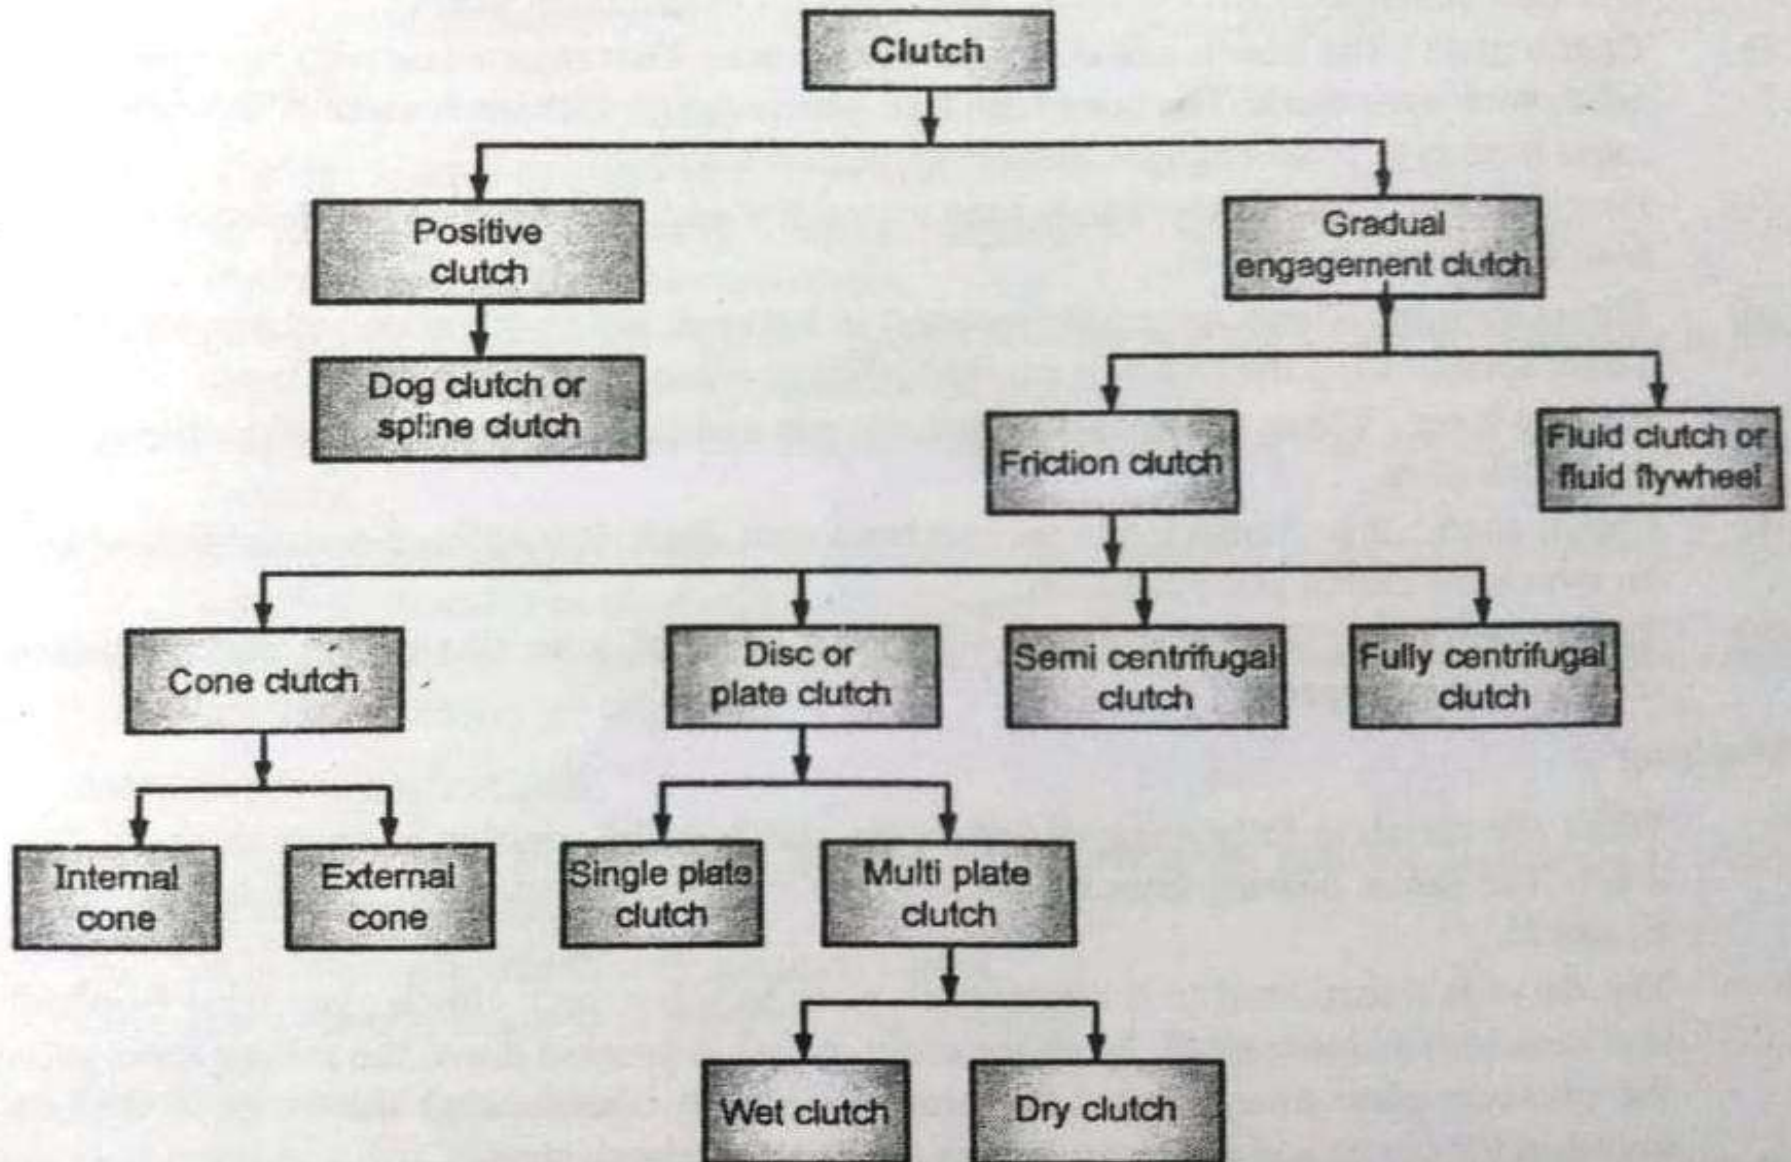 Clutch
Positive
clutch
Gradual
engagement clutch
Dog clutch or
spline clutch
Friction clutch
Fluid clutch or
fluid flywheel
Cone clutch
Disc or
plate clutch
Semi centrifugal
clutch
Fully centrifugal
clutch
Internal
cone
External
cone
Single plate
clutch
Multi plate
clutch
Wet clutch
Dry clutch